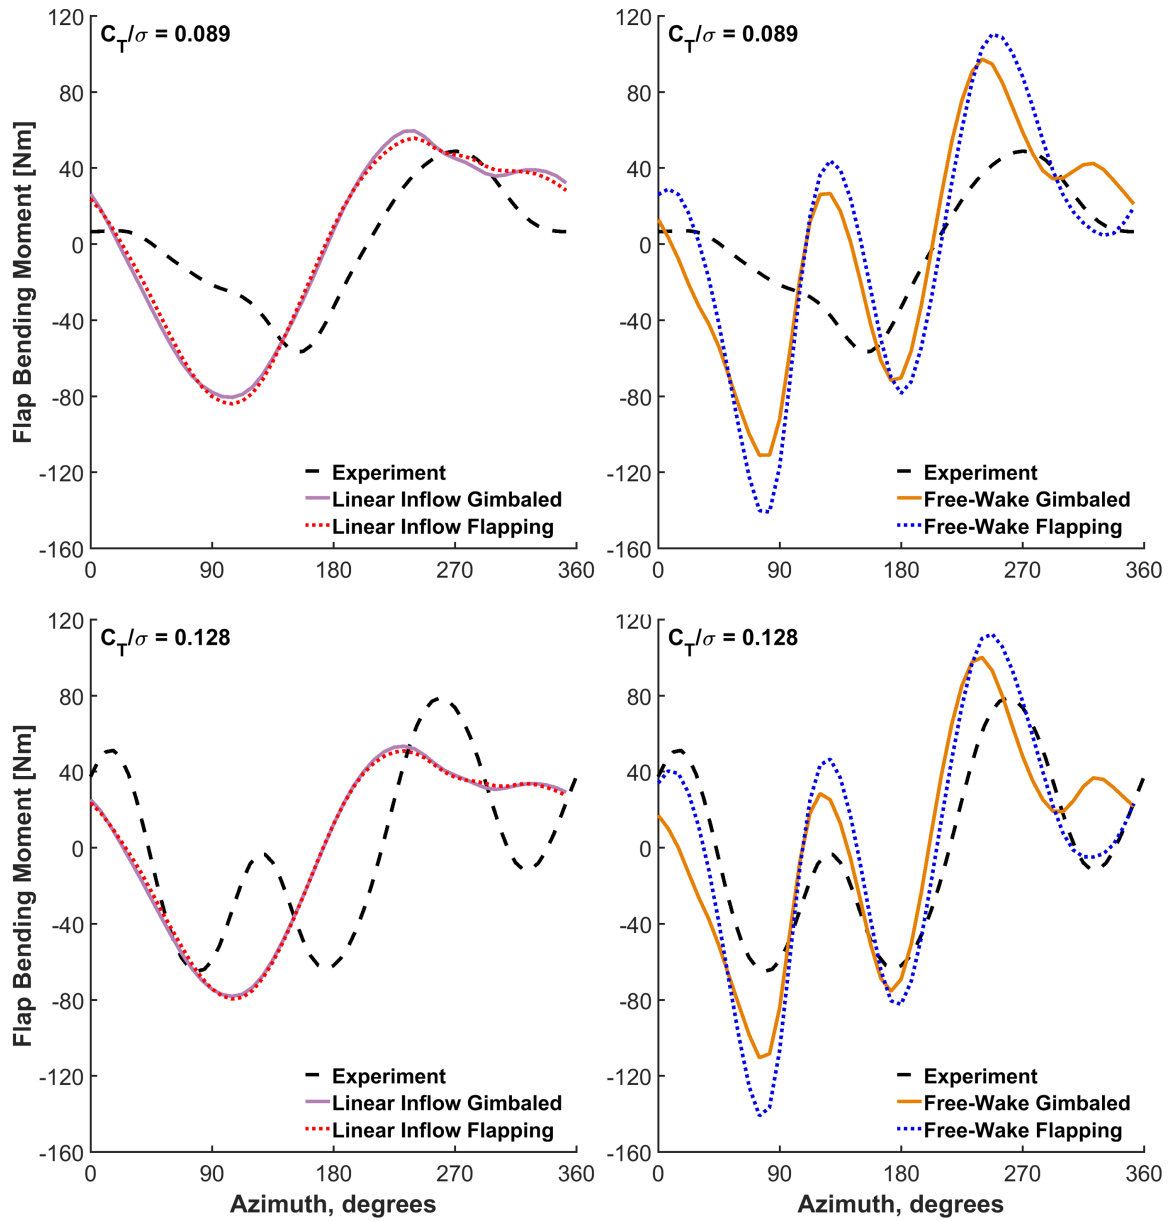 120
80
40
0
-40
-80
-120
-160
Flap Bending Moment [Nm]
C_T/σ = 0.089
Experiment
Linear Inflow Gimbaled
Linear Inflow Flapping
0 90 180 270 360
120
80
40
0
-40
-80
-120
-160
C_T/σ = 0.089
Experiment
Free-Wake Gimbaled
Free-Wake Flapping
0 90 180 270 360
120
80
40
0
-40
-80
-120
-160
Flap Bending Moment [Nm]
C_T/σ = 0.128
Experiment
Linear Inflow Gimbaled
Linear Inflow Flapping
0 90 180 270 360
Azimuth, degrees
120
80
40
0
-40
-80
-120
-160
C_T/σ = 0.128
Experiment
Free-Wake Gimbaled
Free-Wake Flapping
0 90 180 270 360
Azimuth, degrees